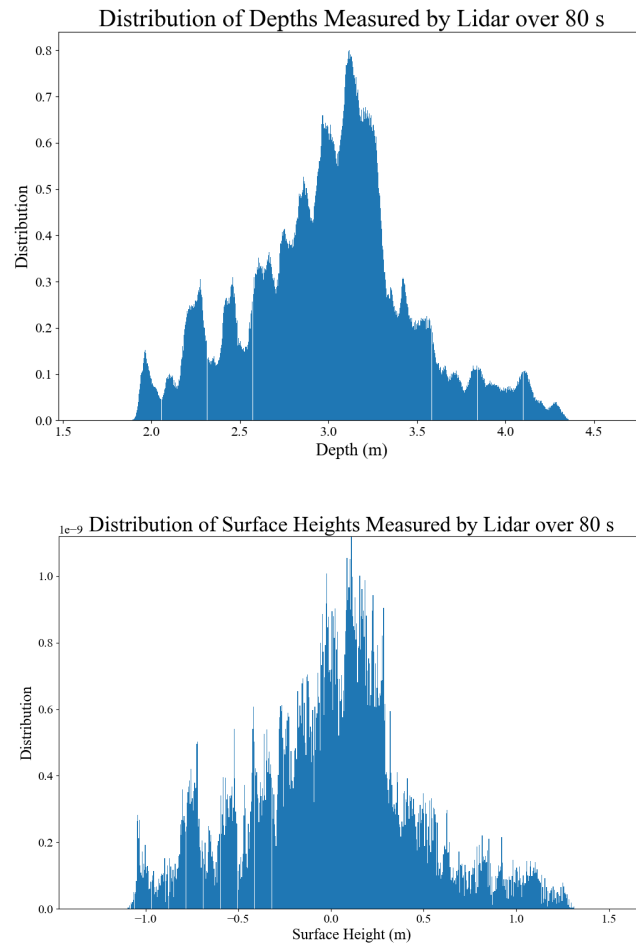 Distribution of Depths Measured by Lidar over 80 s
0.8
0.7
0.6
0.5
0.4
0.3
0.2
0.1
0.0
Distribution
1.5 2.0 2.5 3.0 3.5 4.0 4.5
Depth (m)
1e−9 Distribution of Surface Heights Measured by Lidar over 80 s
1.0
0.8
0.6
0.4
0.2
0.0
Distribution
−1.0 −0.5 0.0 0.5 1.0 1.5
Surface Height (m)